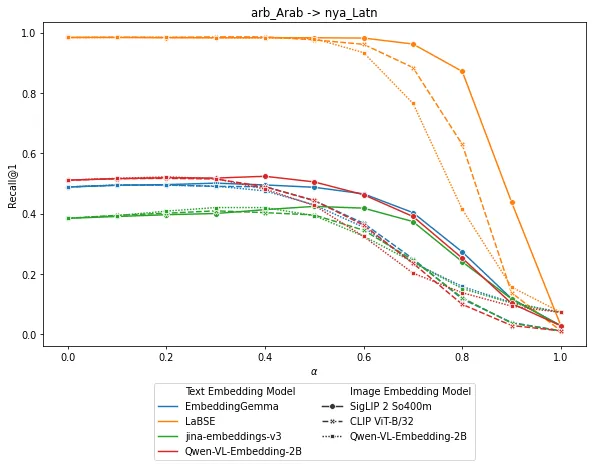 arb_Arab -> nya_Latn
1.0
0.8
0.6
0.4
0.2
0.0
Recall@1
0.0 0.2 0.4 0.6 0.8 1.0
α
Text Embedding Model Image Embedding Model
EmbeddingGemma SigLIP 2 So400m
LaBSE CLIP ViT-B/32
jina-embeddings-v3 Qwen-VL-Embedding-2B
Qwen-VL-Embedding-2B